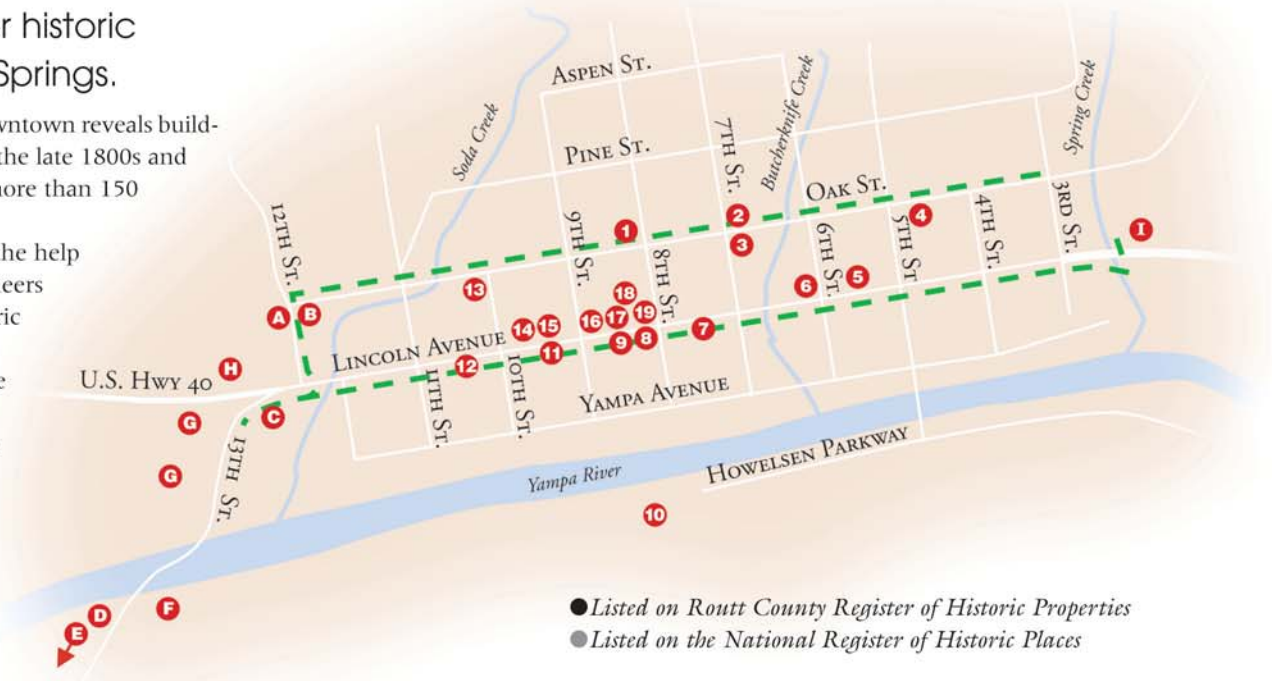 r historic
Springs.
wntown reveals build-
the late 1800s and
more than 150
the help
eers
ric
e
ASPEN ST.
Soda Creek
PINE ST.
7TH ST.
Butcherknife Creek
Spring Creek
OAK ST.
12TH ST.
9TH ST.
8TH ST.
6TH ST.
5TH ST
4TH ST.
3RD ST.
1
2
3
4
I
5
6
13
A
B
18
14
15
16
17
19
7
LINCOLN AVENUE
9
8
11
12
H
U.S. HWY 40
11TH ST.
10TH ST.
YAMPA AVENUE
G
C
13TH ST.
G
Yampa River
HOWELSEN PARKWAY
10
F
D
E
Listed on Routt County Register of Historic Properties
Listed on the National Register of Historic Places